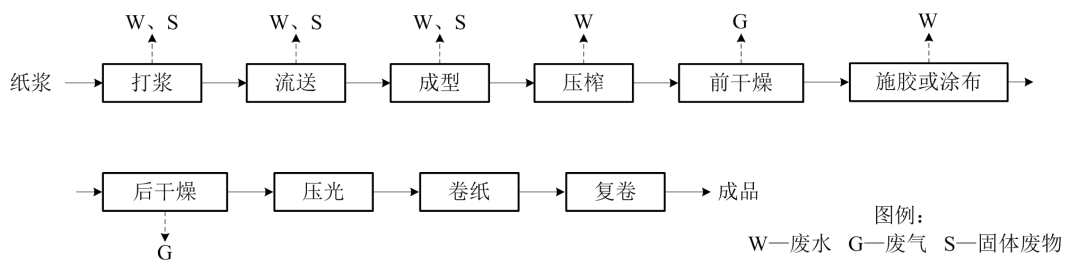 W、S W、S W、S W G W
纸浆 打浆 流送 成型 压榨 前干燥 施胶或涂布
后干燥 压光 卷纸 复卷 成品
G
图例：
W—废水 G—废气 S—固体废物